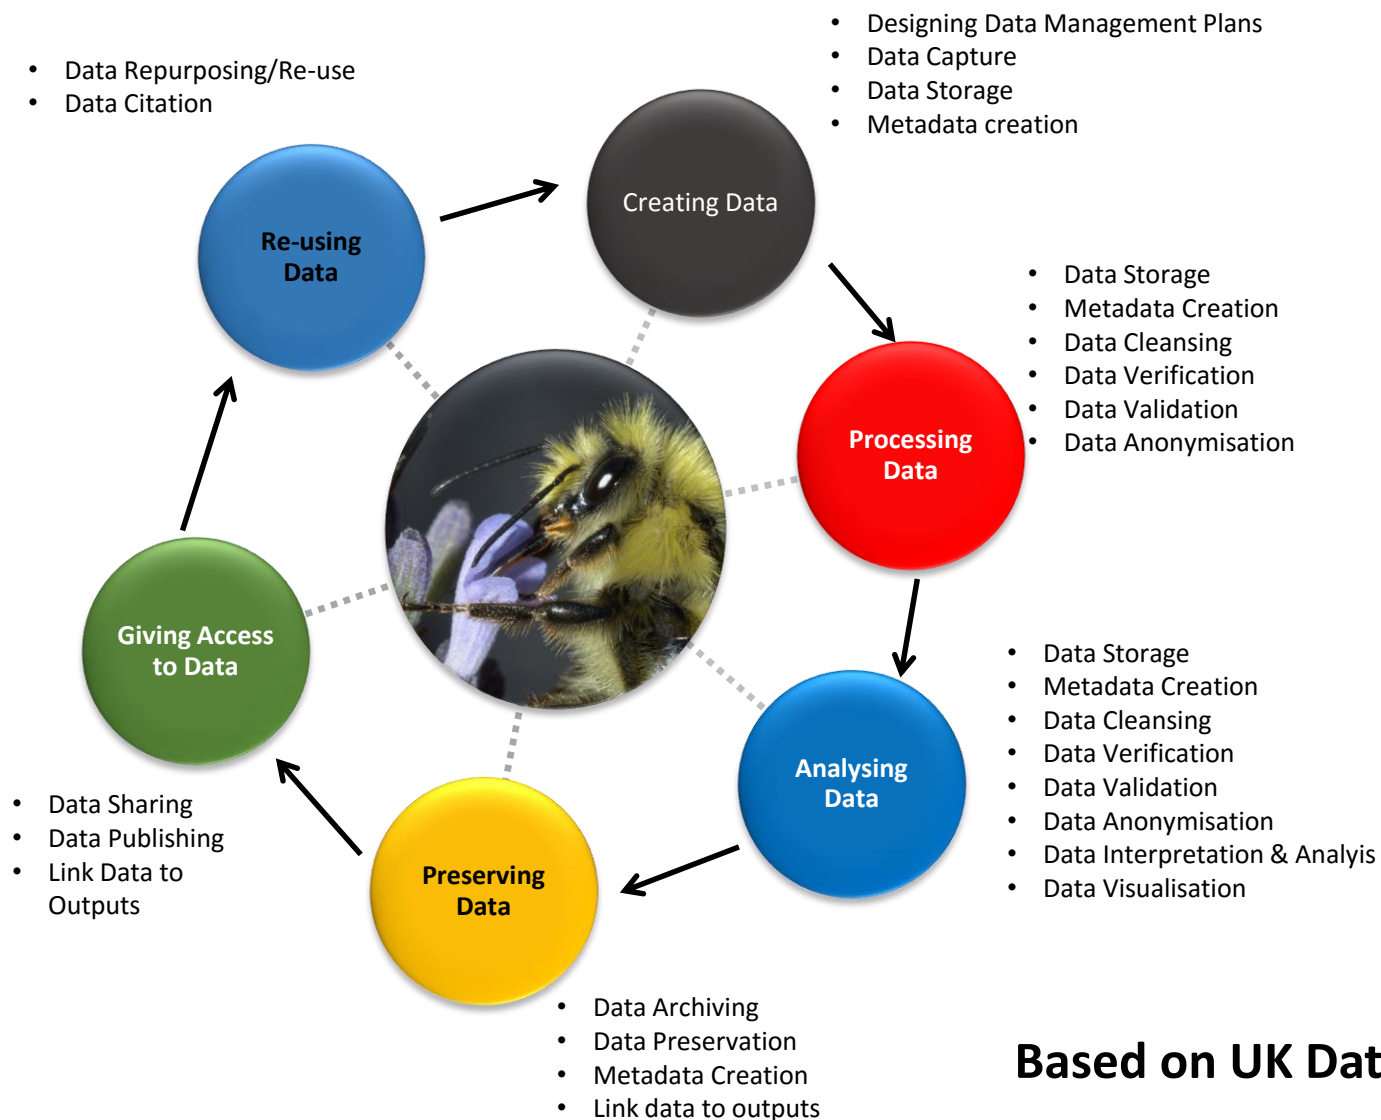 • Designing Data Management Plans
• Data Capture
• Data Storage
• Metadata creation
• Data Repurposing/Re-use
• Data Citation
Creating Data
Re-using
Data
• Data Storage
• Metadata Creation
• Data Cleansing
• Data Verification
• Data Validation
• Data Anonymisation
Processing
Data
Giving Access
to Data
• Data Storage
• Metadata Creation
• Data Cleansing
• Data Verification
• Data Validation
• Data Anonymisation
• Data Interpretation & Analyis
• Data Visualisation
Analysing
Data
• Data Sharing
• Data Publishing
• Link Data to
Outputs
Preserving
Data
• Data Archiving
• Data Preservation
• Metadata Creation
• Link data to outputs
Based on UK Dat